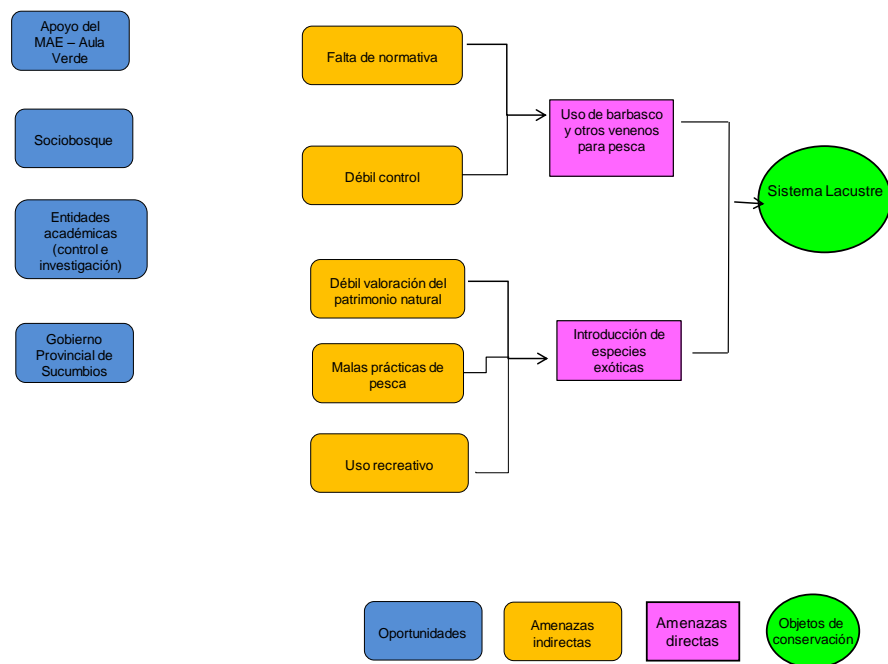 Apoyo del
MAE – Aula
Verde
Sociobosque
Entidades
académicas
(control e
investigación)
Gobierno
Provincial de
Sucumbios
Falta de normativa
Débil control
Débil valoración del
patrimonio natural
Malas prácticas de
pesca
Uso recreativo
Uso de barbasco
y otros venenos
para pesca
Introducción de
especies
exóticas
Sistema Lacustre
Oportunidades
Amenazas
indirectas
Amenazas
directas
Objetos de
conservación